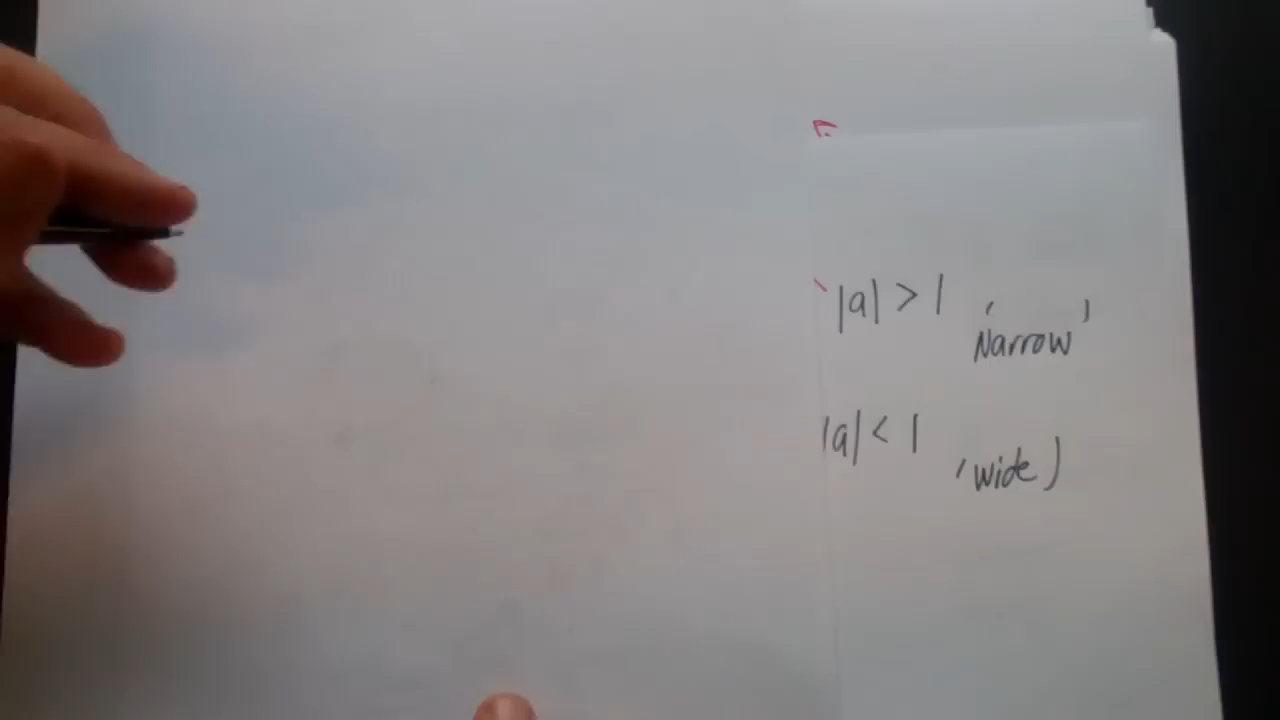 |a| > 1
'Narrow'
|a| < 1
'wide)